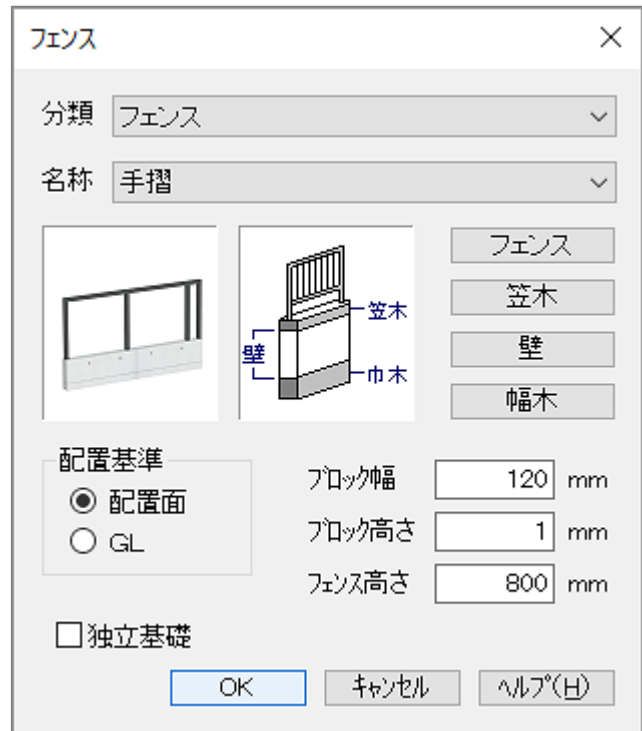 フェンス
分類 フェンス
名称 手摺
笠木
壁
巾木
フェンス
笠木
壁
幅木
配置基準
配置面
GL
ブロック幅 120 mm
ブロック高さ 1 mm
フェンス高さ 800 mm
独立基礎
OK キャンセル ヘルプ(H)